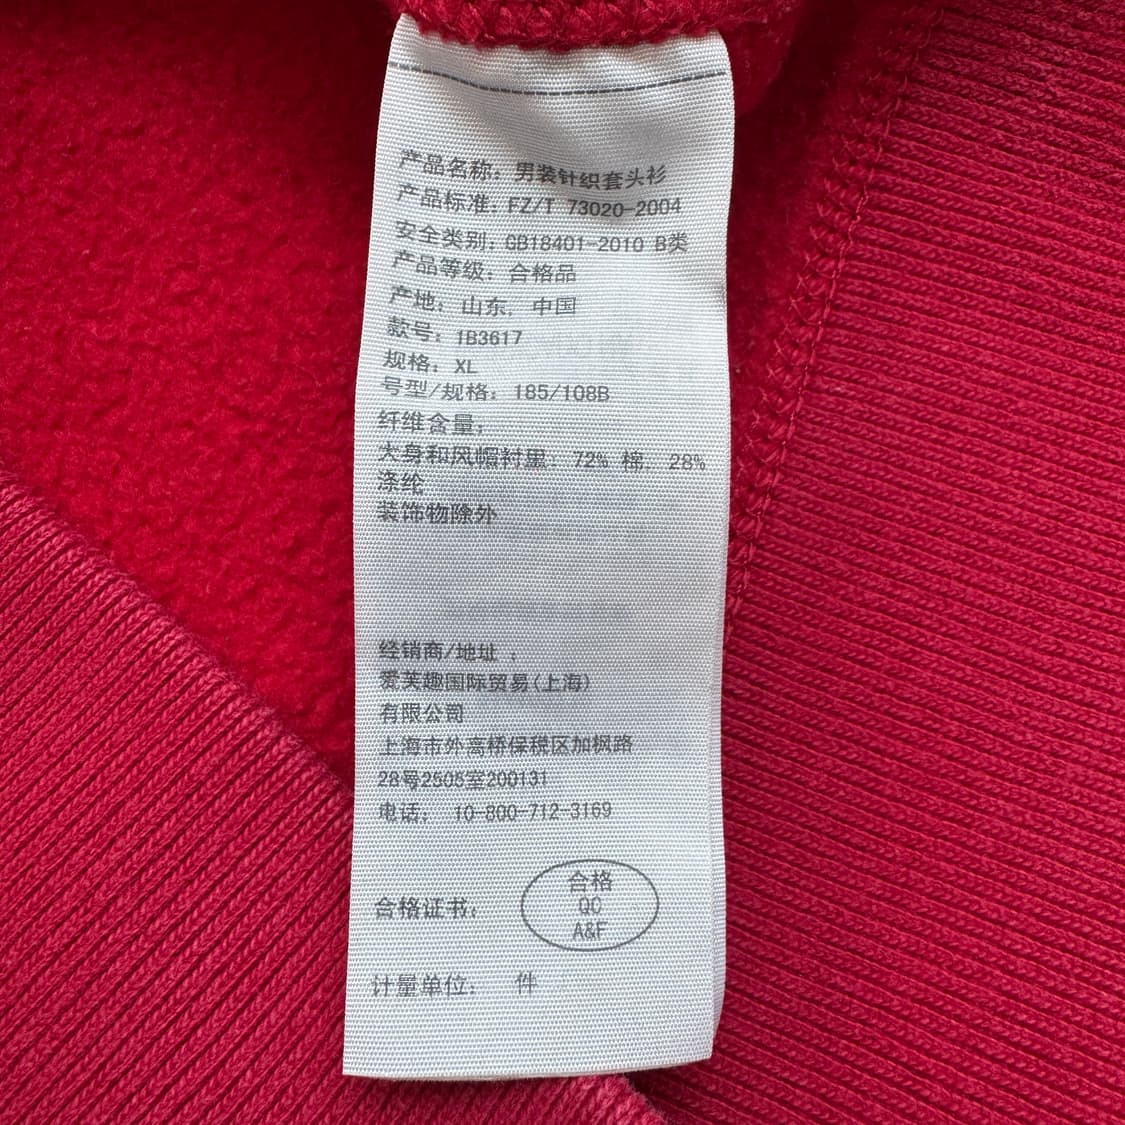 产品名称: 男装针织套头衫
产品标准: FZ/T 73020-2004
安全类别: GB18401-2010 B类
产品等级: 合格品
产地: 山东, 中国
款号: 1B3617
规格: XL
号型/规格: 185/108B
纤维含量:
大身和风帽衬里: 72% 棉, 28%
涤纶
装饰物除外
经销商/地址 :
爱芙趣国际贸易(上海)
有限公司
上海市外高桥保税区加枫路
28号2505室200131
电话: 10-800-712-3169
合格证书:
合格
QC
A&F
计量单位: 件